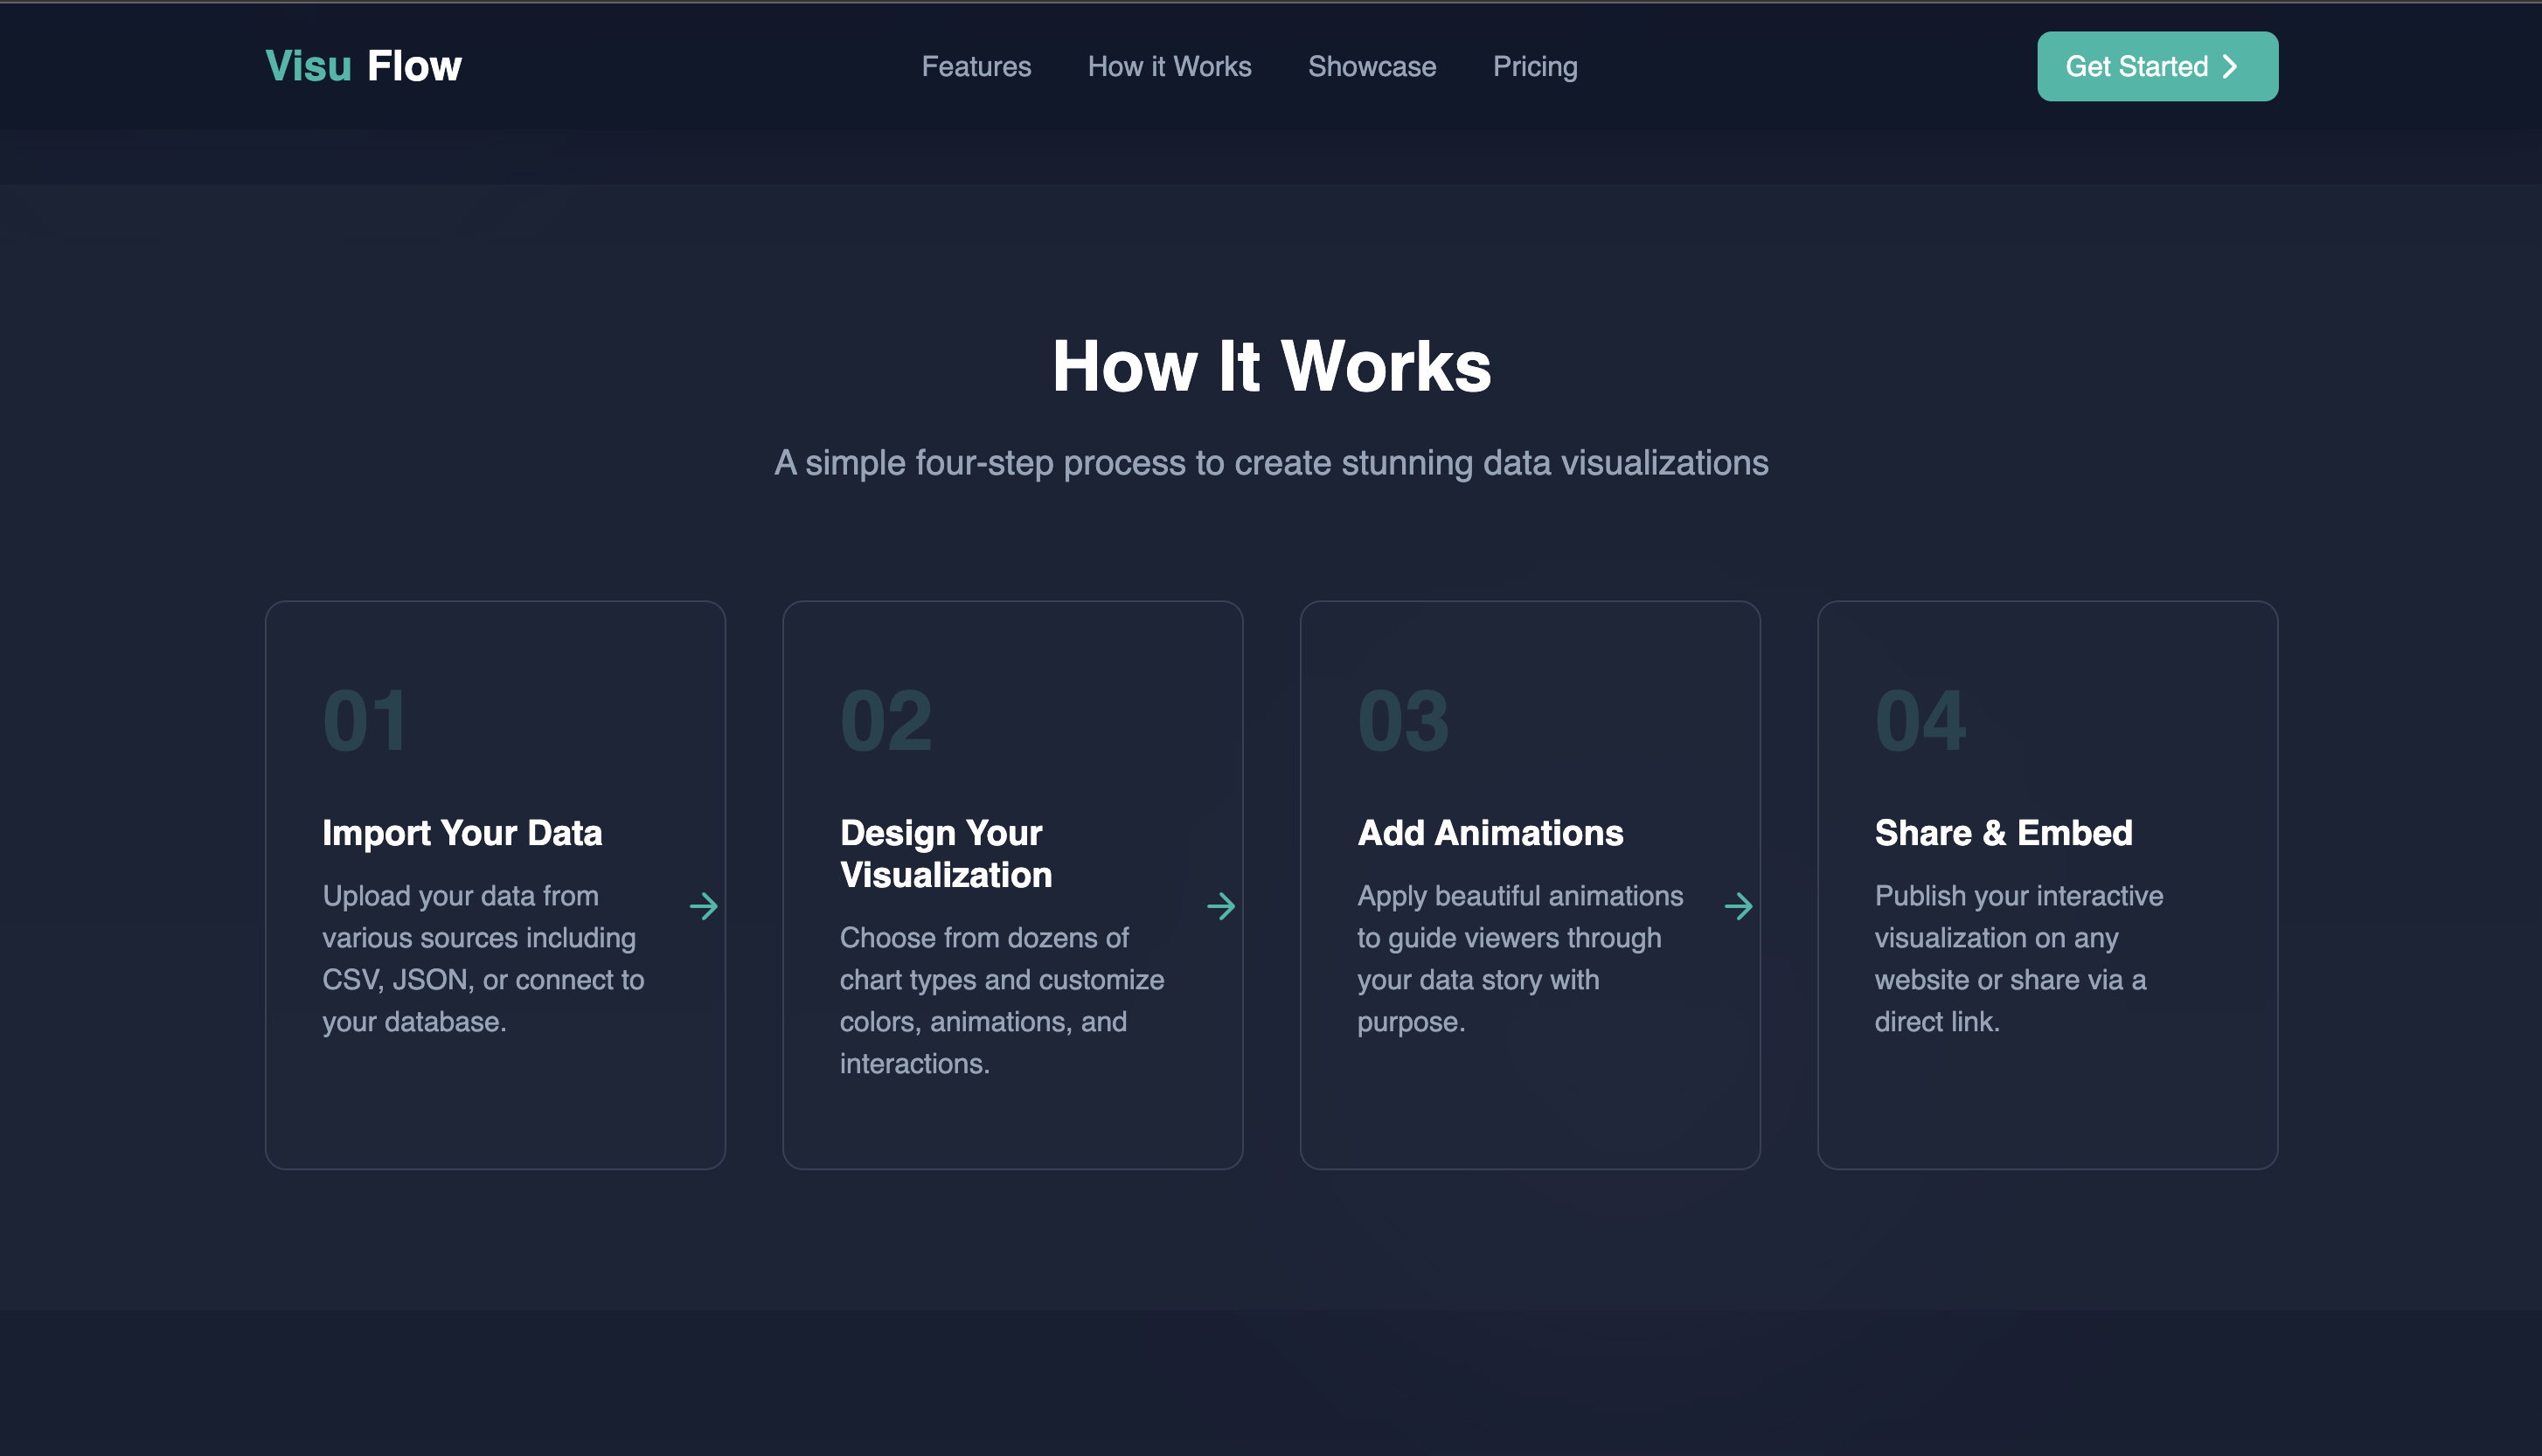 Visu Flow
Features
How it Works
Showcase
Pricing
Get Started
How It Works
A simple four-step process to create stunning data visualizations
01
Import Your Data
Upload your data from
various sources including
CSV, JSON, or connect to
your database.
02
Design Your
Visualization
Choose from dozens of
chart types and customize
colors, animations, and
interactions.
03
Add Animations
Apply beautiful animations
to guide viewers through
your data story with
purpose.
04
Share & Embed
Publish your interactive
visualization on any
website or share via a
direct link.